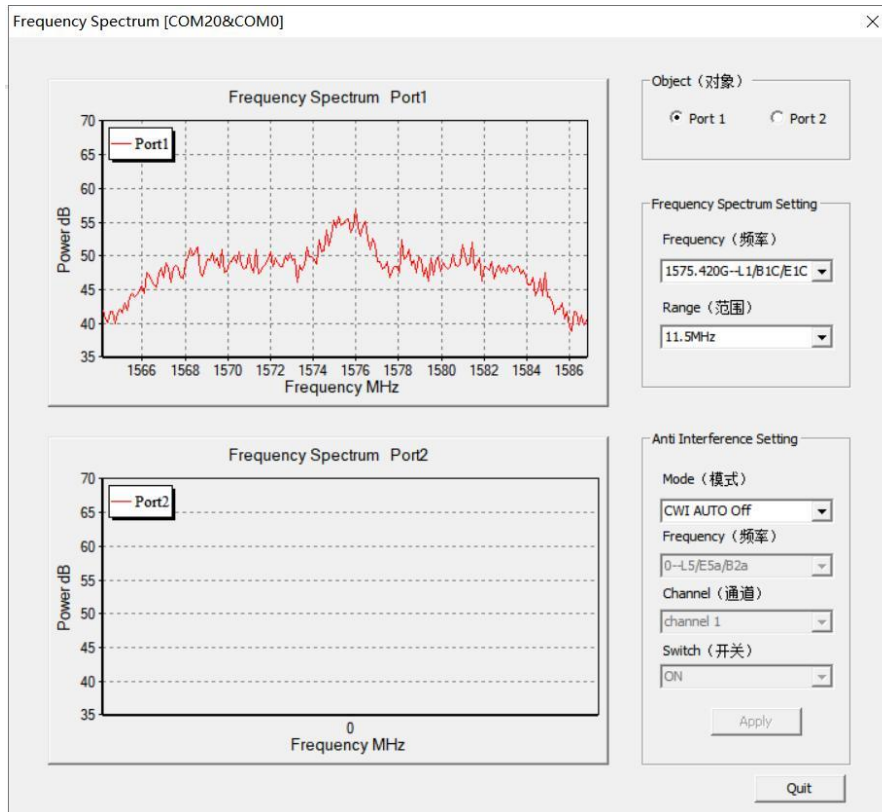 Frequency Spectrum [COM20&COM0]
Frequency Spectrum Port1
70
65
60
55
50
45
40
35
Port1
Power dB
1566 1568 1570 1572 1574 1576 1578 1580 1582 1584 1586
Frequency MHz
Object（对象）
Port 1 Port 2
Frequency Spectrum Setting
Frequency（频率）
1575.420G--L1/B1C/E1C
Range（范围）
11.5MHz
Frequency Spectrum Port2
70
65
60
55
50
45
40
35
Port2
Power dB
0
Frequency MHz
Anti Interference Setting
Mode（模式）
CWI AUTO Off
Frequency（频率）
0--L5/E5a/B2a
Channel（通道）
channel 1
Switch（开关）
ON
Apply
Quit